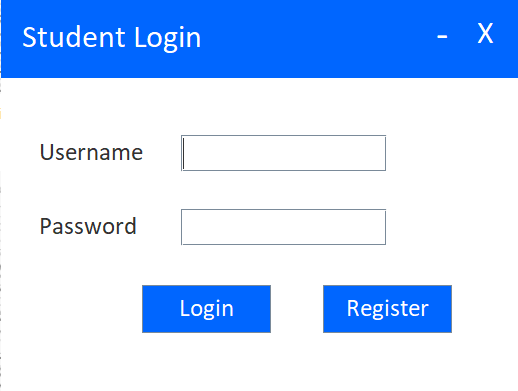 Student Login - X
Username
Password
Login Register